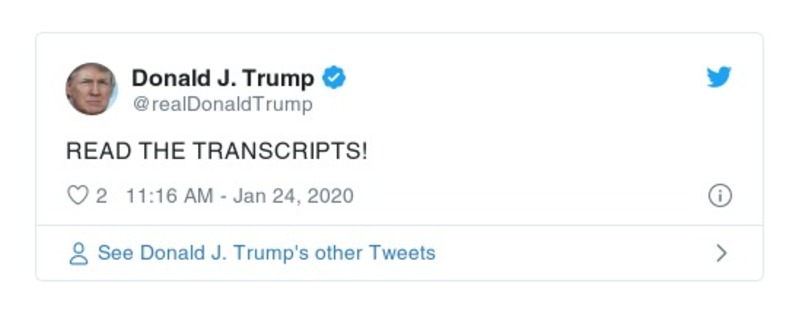 Donald J. Trump
@realDonaldTrump
READ THE TRANSCRIPTS!
2 11:16 AM - Jan 24, 2020
See Donald J. Trump's other Tweets